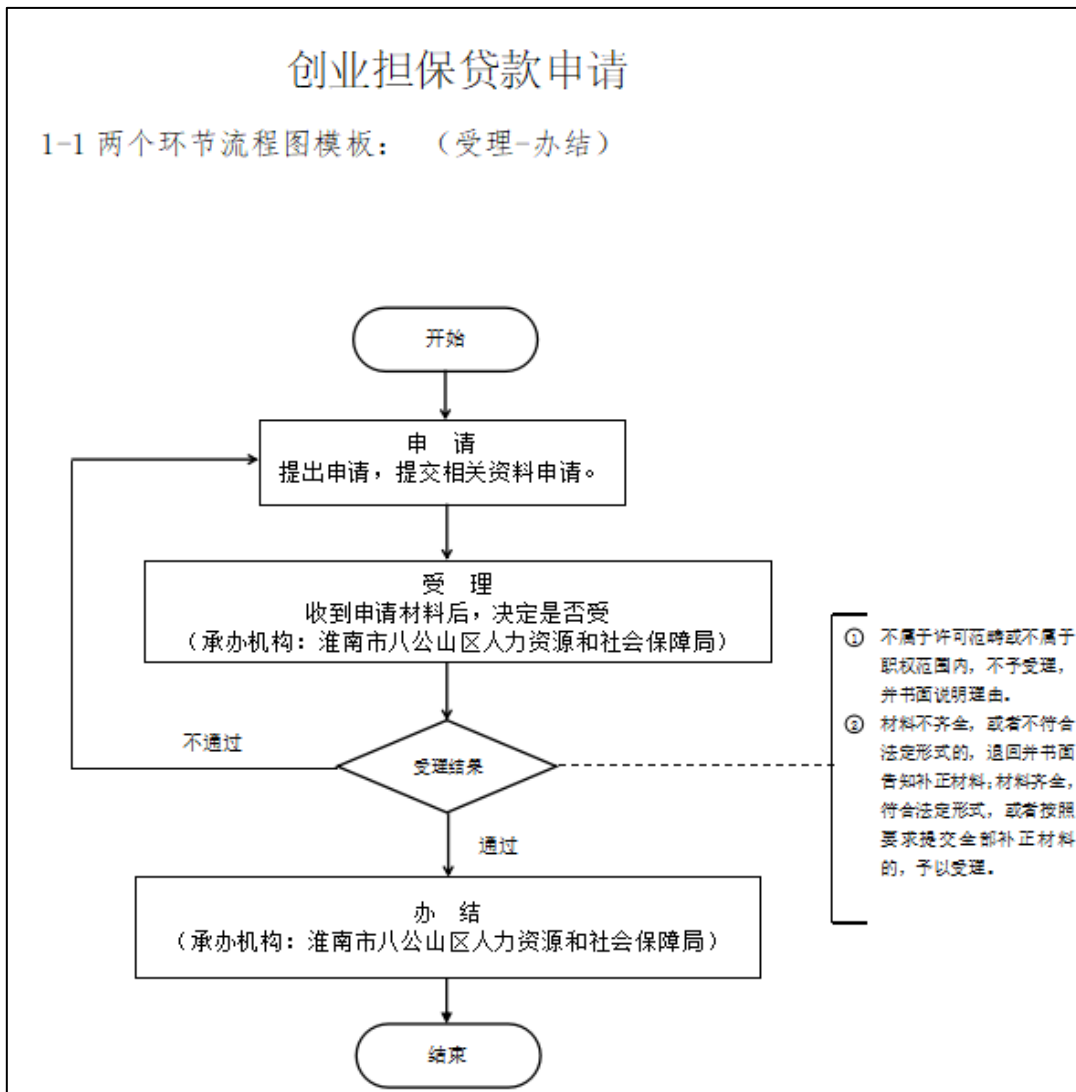 创业担保贷款申请
1-1 两个环节流程图模板： （受理-办结）
开始
申 请
提出申请，提交相关资料申请。
受 理
收到申请材料后，决定是否受
（承办机构：淮南市八公山区人力资源和社会保障局）
不通过
受理结果
通过
① 不属于许可范畴或不属于
职权范围内，不予受理，
并书面说明理由。
② 材料不齐全，或者不符合
法定形式的，退回并书面
告知补正材料；材料齐全，
符合法定形式，或者按照
要求提交全部补正材料
的，予以受理。
办 结
（承办机构：淮南市八公山区人力资源和社会保障局）
结束